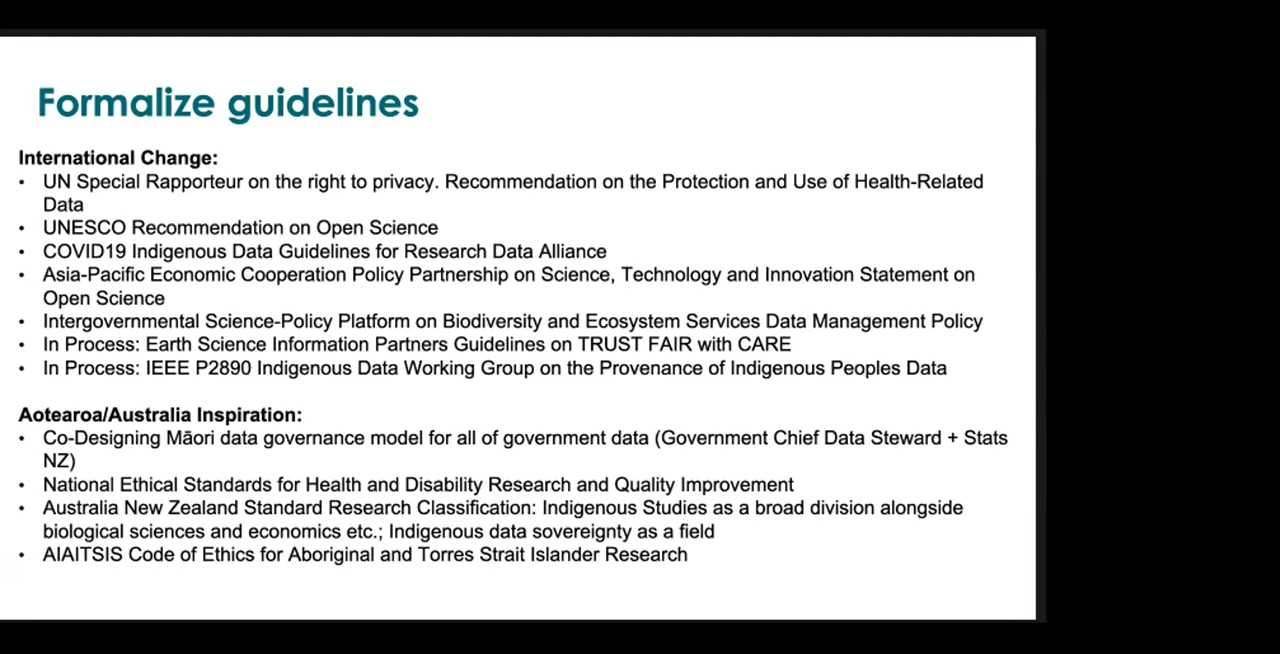 Formalize guidelines
International Change:
• UN Special Rapporteur on the right to privacy. Recommendation on the Protection and Use of Health-Related
Data
• UNESCO Recommendation on Open Science
• COVID19 Indigenous Data Guidelines for Research Data Alliance
• Asia-Pacific Economic Cooperation Policy Partnership on Science, Technology and Innovation Statement on
Open Science
• Intergovernmental Science-Policy Platform on Biodiversity and Ecosystem Services Data Management Policy
• In Process: Earth Science Information Partners Guidelines on TRUST FAIR with CARE
• In Process: IEEE P2890 Indigenous Data Working Group on the Provenance of Indigenous Peoples Data
Aotearoa/Australia Inspiration:
• Co-Designing Māori data governance model for all of government data (Government Chief Data Steward + Stats
NZ)
• National Ethical Standards for Health and Disability Research and Quality Improvement
• Australia New Zealand Standard Research Classification: Indigenous Studies as a broad division alongside
biological sciences and economics etc.; Indigenous data sovereignty as a field
• AIAITSIS Code of Ethics for Aboriginal and Torres Strait Islander Research